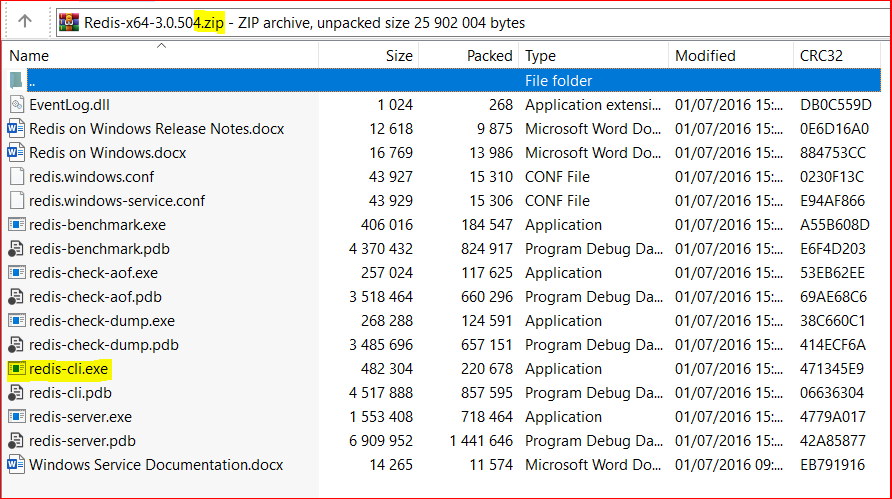 Redis-x64-3.0.504.zip - ZIP archive, unpacked size 25 902 004 bytes
Name Size Packed Type Modified CRC32
.. File folder
EventLog.dll 1 024 268 Application extensi... 01/07/2016 15:... DB0C559D
Redis on Windows Release Notes.docx 12 618 9 875 Microsoft Word Do... 01/07/2016 15:... 0E6D16A0
Redis on Windows.docx 16 769 13 986 Microsoft Word Do... 01/07/2016 15:... 884753CC
redis.windows.conf 43 927 15 310 CONF File 01/07/2016 15:... 0230F13C
redis.windows-service.conf 43 929 15 306 CONF File 01/07/2016 15:... E94AF866
redis-benchmark.exe 406 016 184 547 Application 01/07/2016 15:... A55B608D
redis-benchmark.pdb 4 370 432 824 917 Program Debug Da... 01/07/2016 15:... E6F4D203
redis-check-aof.exe 257 024 117 625 Application 01/07/2016 15:... 53EB62EE
redis-check-aof.pdb 3 518 464 660 296 Program Debug Da... 01/07/2016 15:... 69AE68C6
redis-check-dump.exe 268 288 124 591 Application 01/07/2016 15:... 38C660C1
redis-check-dump.pdb 3 485 696 657 151 Program Debug Da... 01/07/2016 15:... 414ECF6A
redis-cli.exe 482 304 220 678 Application 01/07/2016 15:... 471345E9
redis-cli.pdb 4 517 888 857 595 Program Debug Da... 01/07/2016 15:... 06636304
redis-server.exe 1 553 408 718 464 Application 01/07/2016 15:... 4779A017
redis-server.pdb 6 909 952 1 441 646 Program Debug Da... 01/07/2016 15:... 42A85877
Windows Service Documentation.docx 14 265 11 574 Microsoft Word Do... 01/07/2016 09:... EB791916